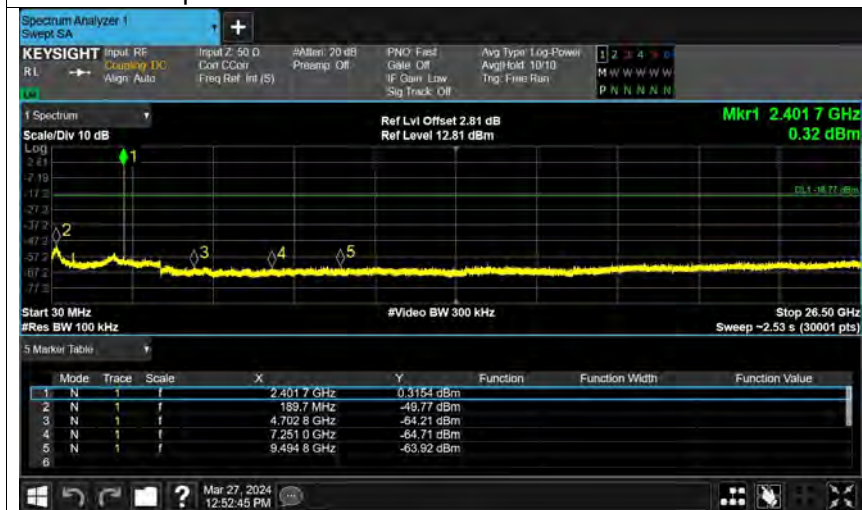 Spectrum Analyzer 1
Swept SA
+
KEYSIGHT Input: RF Input Z: 50 Ω #Atten: 20 dB PNO: Fast Avg Type: Log-Power 1 2 3 4 5 6
RL Coupling: DC Corr CCorr Preamp: Off Gate: Off Avg|Hold: 10/10 M W W W W W
Align: Auto Freq Ref: Int (S) IF Gain: Low Trig: Free Run
Sig Track: Off P N N N N N
1 Spectrum Ref Lvl Offset 2.81 dB Mkr1 2.401 7 GHz
Scale/Div 10 dB Ref Level 12.81 dBm 0.32 dBm
Log
2.81
-7.19
-17.2
-27.2
-37.2
-47.2
-57.2
-67.2
-77.2
1
DL1 -16.77 dBm
2
3
4
5
Start 30 MHz #Video BW 300 kHz Stop 26.50 GHz
#Res BW 100 kHz Sweep ~2.53 s (30001 pts)
5 Marker Table
Mode Trace Scale X Y Function Function Width Function Value
1 N 1 f 2.401 7 GHz 0.3154 dBm
2 N 1 f 189.7 MHz -49.77 dBm
3 N 1 f 4.702 8 GHz -64.21 dBm
4 N 1 f 7.251 0 GHz -64.71 dBm
5 N 1 f 9.494 8 GHz -63.92 dBm
6
? Mar 27, 2024
12:52:45 PM